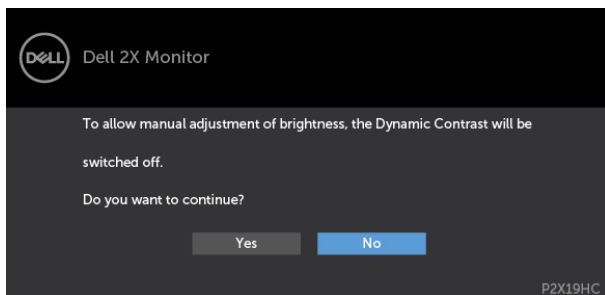 DELL
Dell 2X Monitor
To allow manual adjustment of brightness, the Dynamic Contrast will be
switched off.
Do you want to continue?
Yes No
P2X19HC